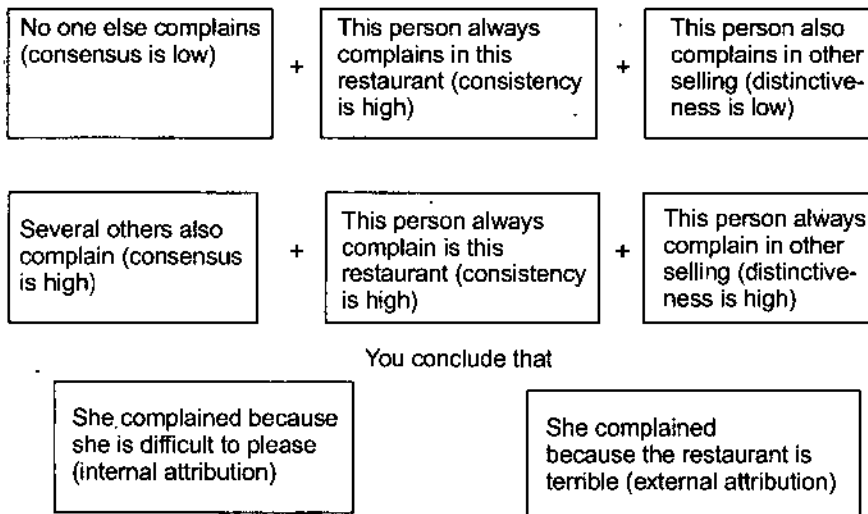 No one else complains
(consensus is low)
+
This person always
complains in this
restaurant (consistency
is high)
+
This person also
complains in other
selling (distinctive-
ness is low)
Several others also
complain (consensus
is high)
+
This person always
complain is this
restaurant (consistency
is high)
+
This person always
complain in other
selling (distinctive-
ness is high)
You conclude that
She complained because
she is difficult to please
(internal attribution)
She complained
because the restaurant is
terrible (external attribution)